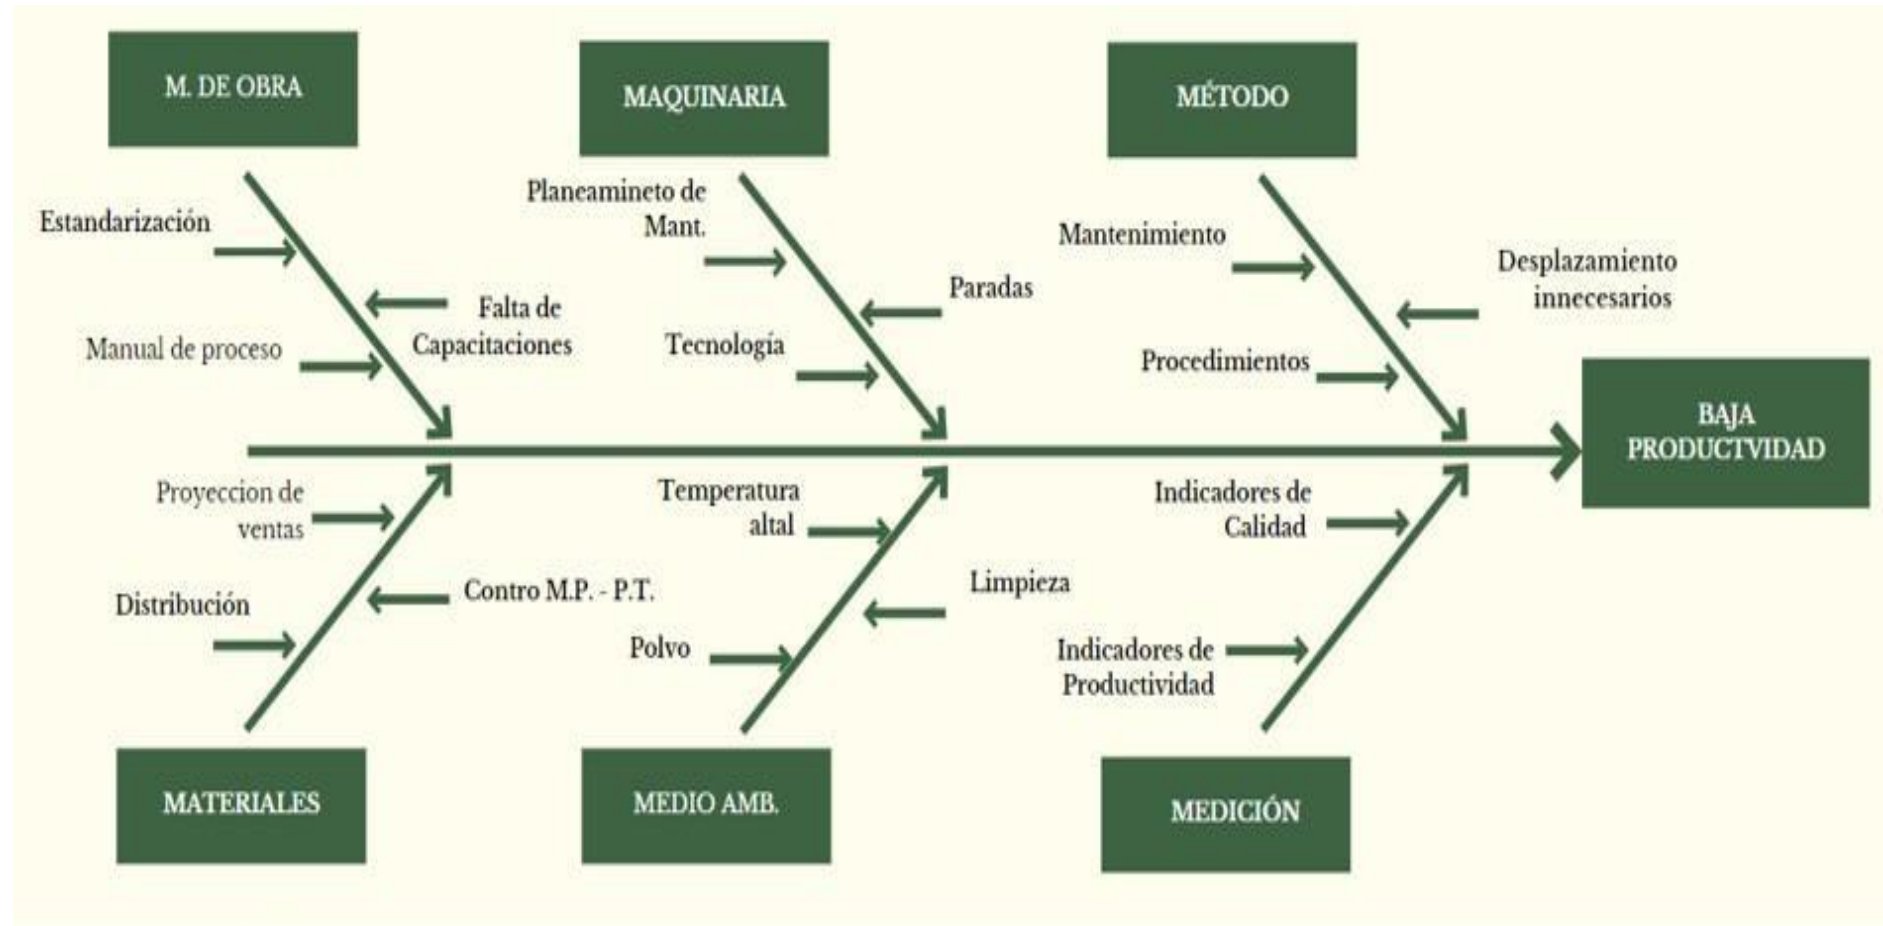 M. DE OBRA
MAQUINARIA
MÉTODO
Estandarización
Falta de
Capacitaciones
Manual de proceso
Planeamineto de
Mant.
Paradas
Tecnología
Mantenimiento
Desplazamiento
innecesarios
Procedimientos
BAJA
PRODUCTVIDAD
Proyeccion de
ventas
Contro M.P. - P.T.
Distribución
Temperatura
altal
Limpieza
Polvo
Indicadores de
Calidad
Indicadores de
Productividad
MATERIALES
MEDIO AMB.
MEDICIÓN